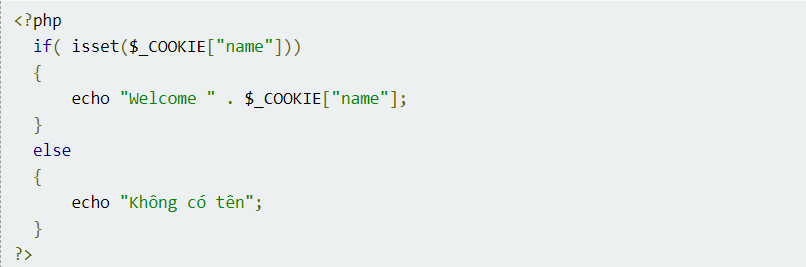 <?php
if( isset($_COOKIE["name"]))
{
echo "Welcome " . $_COOKIE["name"];
}
else
{
echo "Không có tên";
}
?>